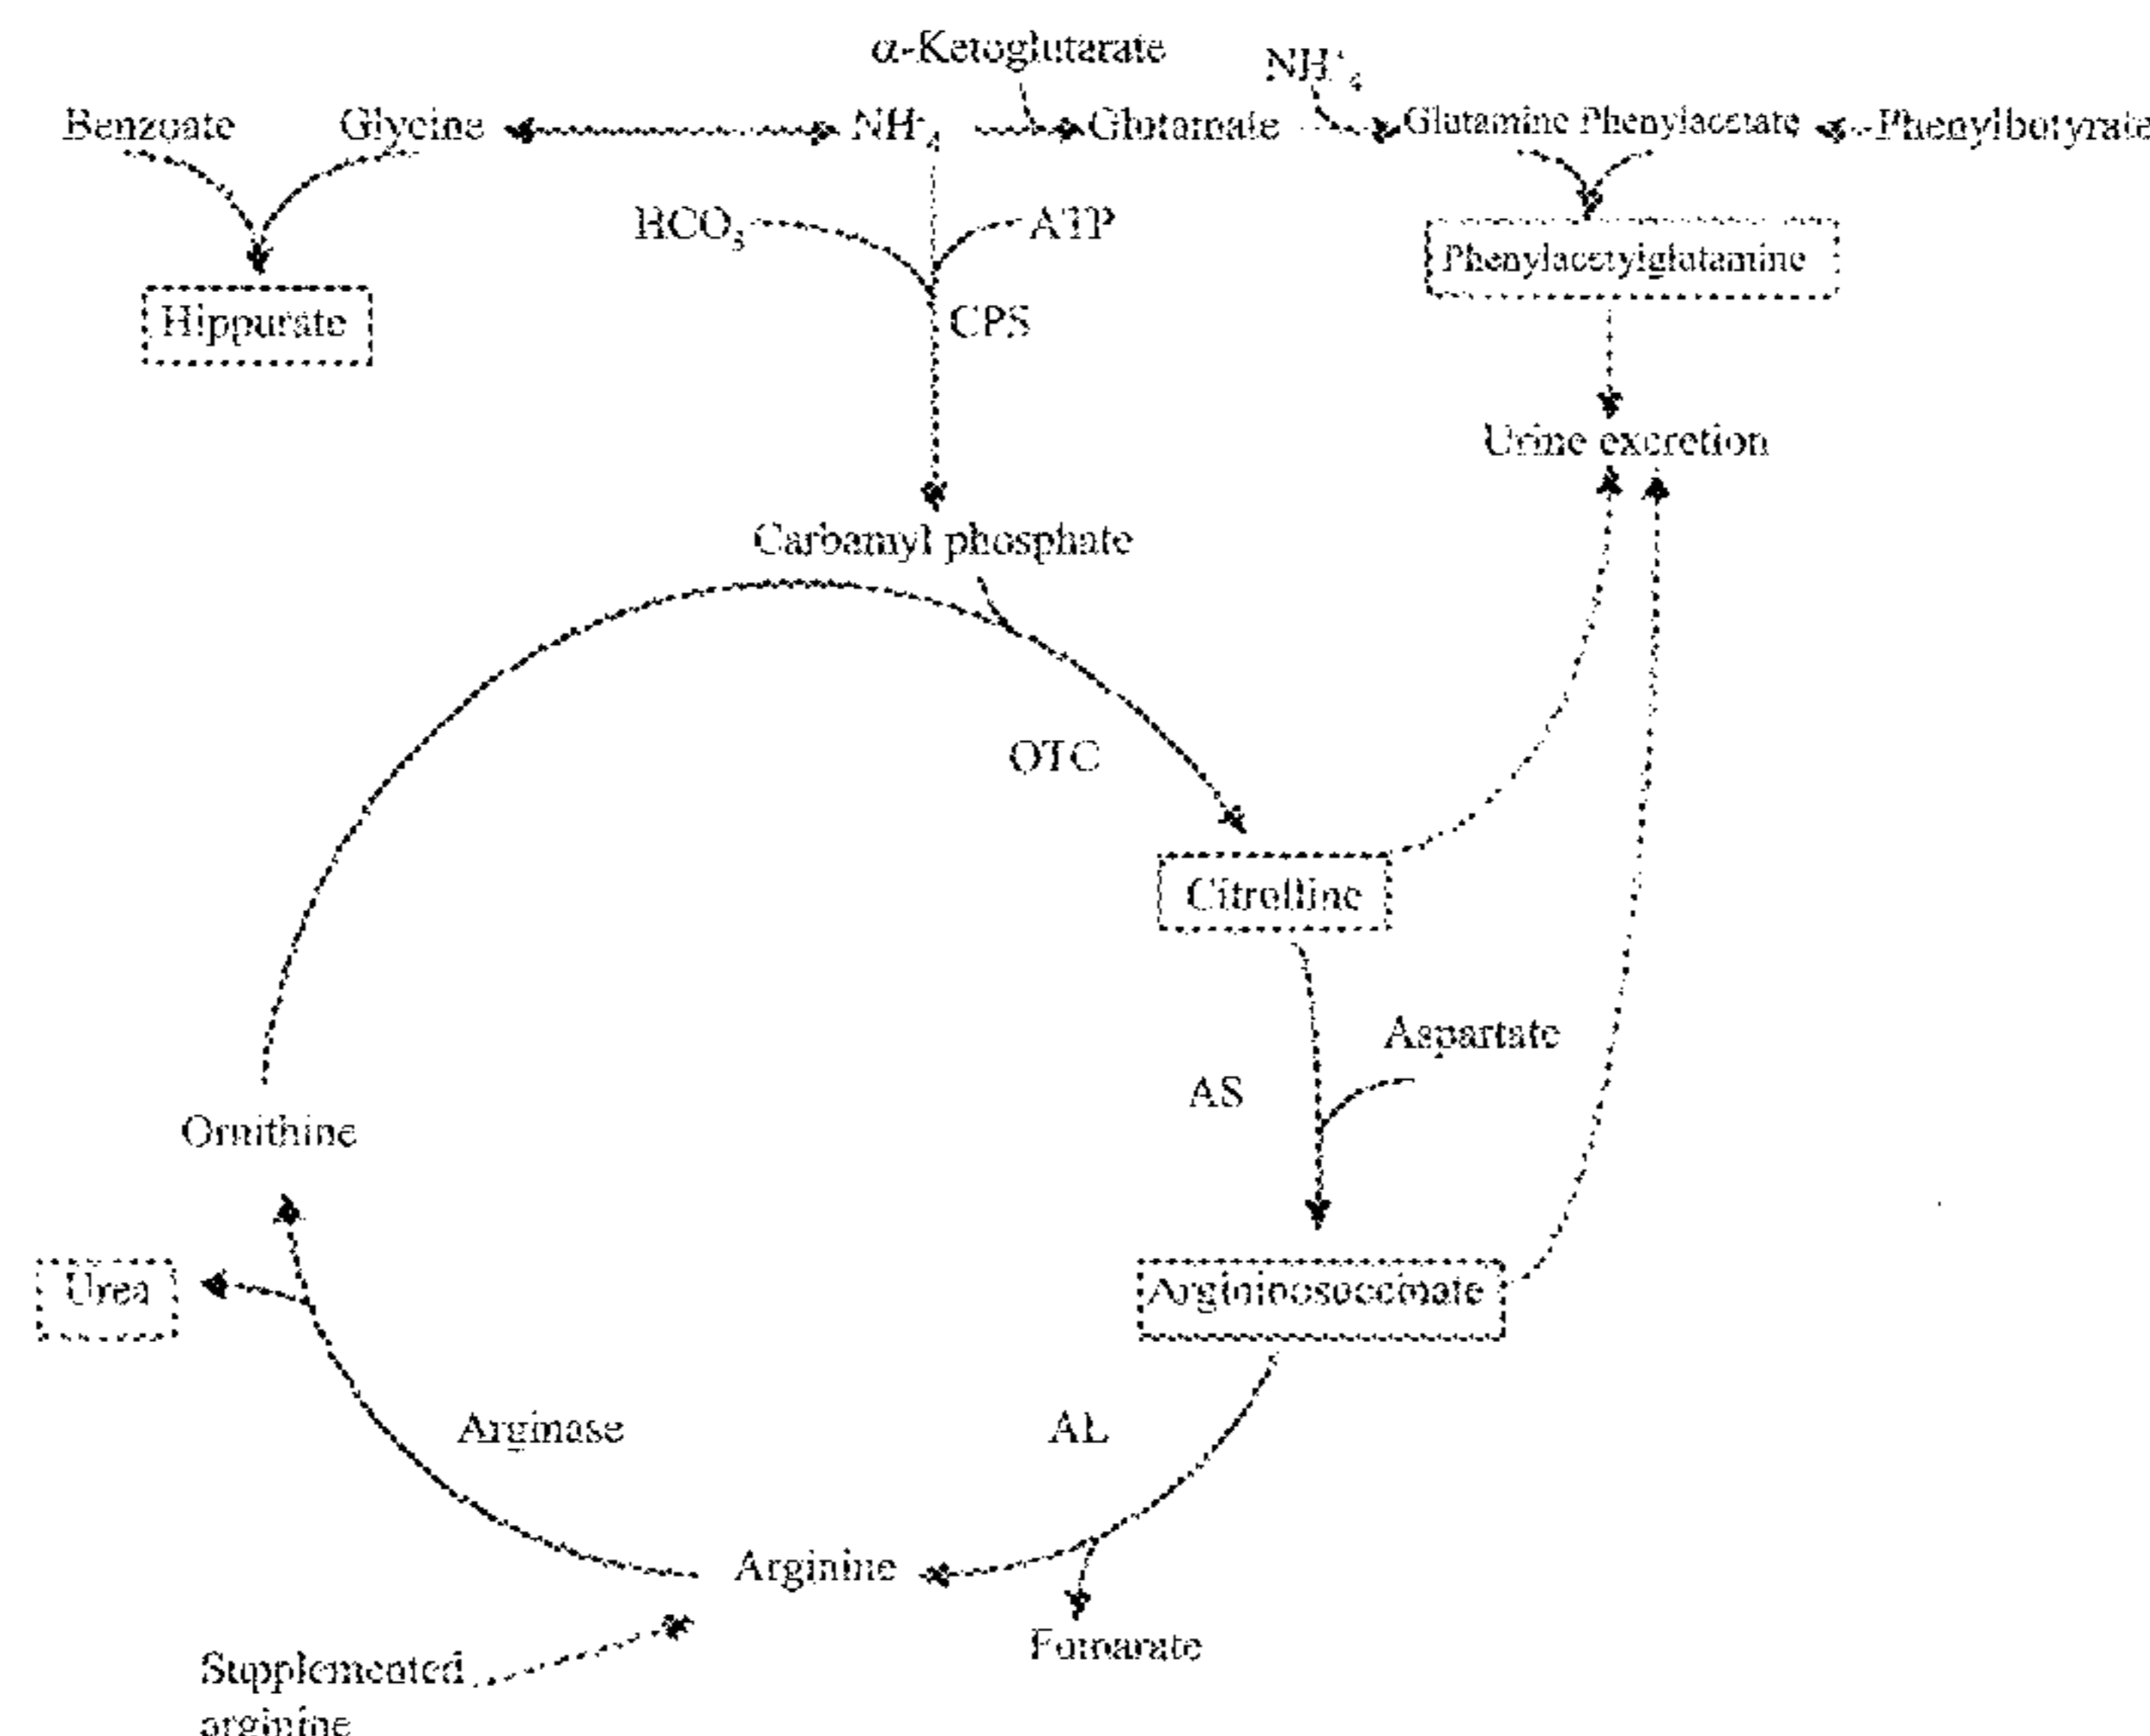 α-Ketoglutarate
NH⁺₄
Benzoate
Glycine
NH⁺₄
Glutamate
Glutamine
Phenylacetate
Phenylbutyrate
HCO₃
ATP
Phenylacetylglutamine
Hippurate
CPS
Urine excretion
Carbamyl phosphate
OTC
Citrulline
Aspartate
AS
Ornithine
Urea
Argininosuccinate
Arginase
AL
Arginine
Fumarate
Supplemented
arginine